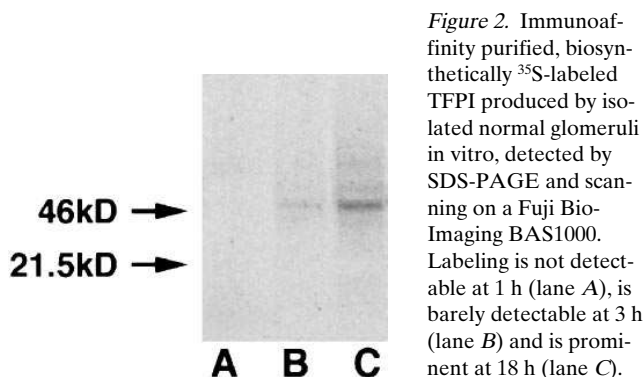 46kD
21.5kD
A B C
Figure 2. Immunoaf-
finity purified, biosyn-
thetically 35S-labeled
TFPI produced by iso-
lated normal glomeruli
in vitro, detected by
SDS-PAGE and scan-
ning on a Fuji Bio-
Imaging BAS1000.
Labeling is not detect-
able at 1 h (lane A), is
barely detectable at 3 h
(lane B) and is promi-
nent at 18 h (lane C).